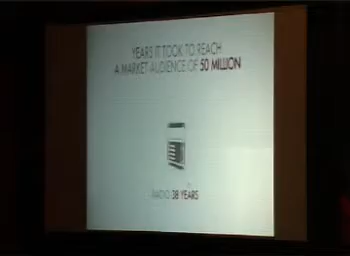 YEARS IT TOOK TO REACH
A MARKET AUDIENCE OF 50 MILLION
RADIO: 38 YEARS